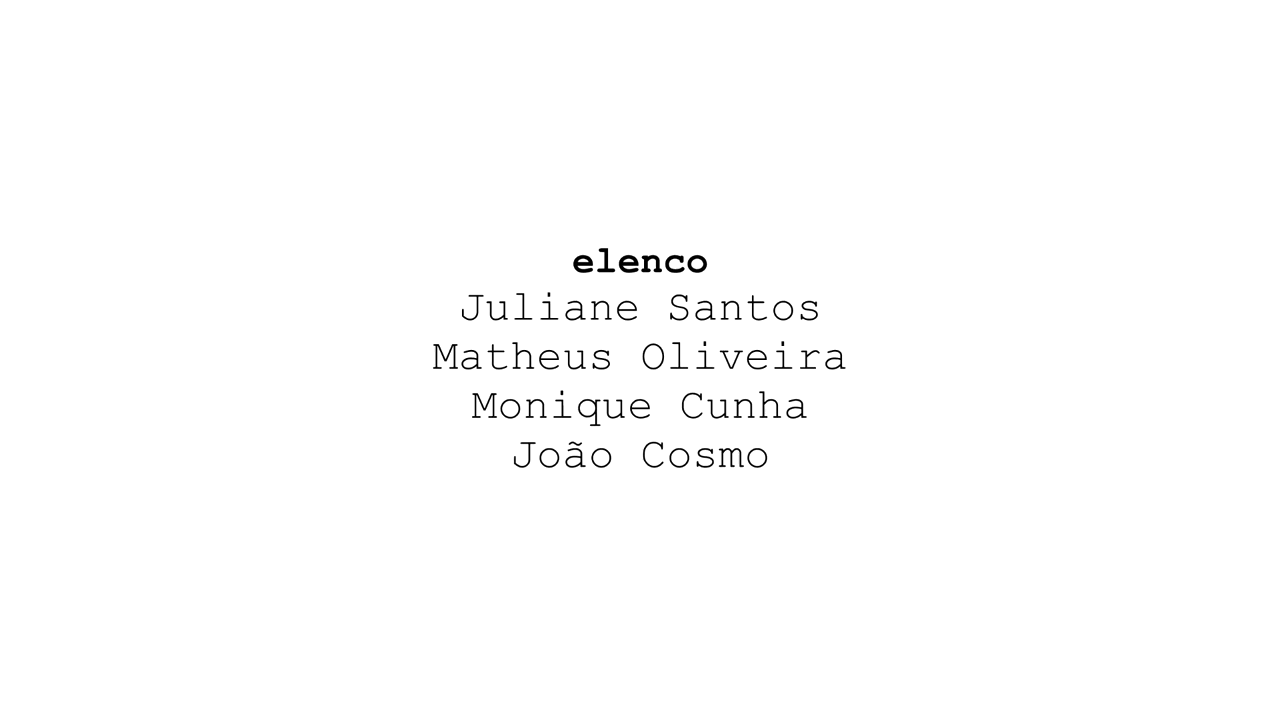 elenco
Juliane Santos
Matheus Oliveira
Monique Cunha
João Cosmo